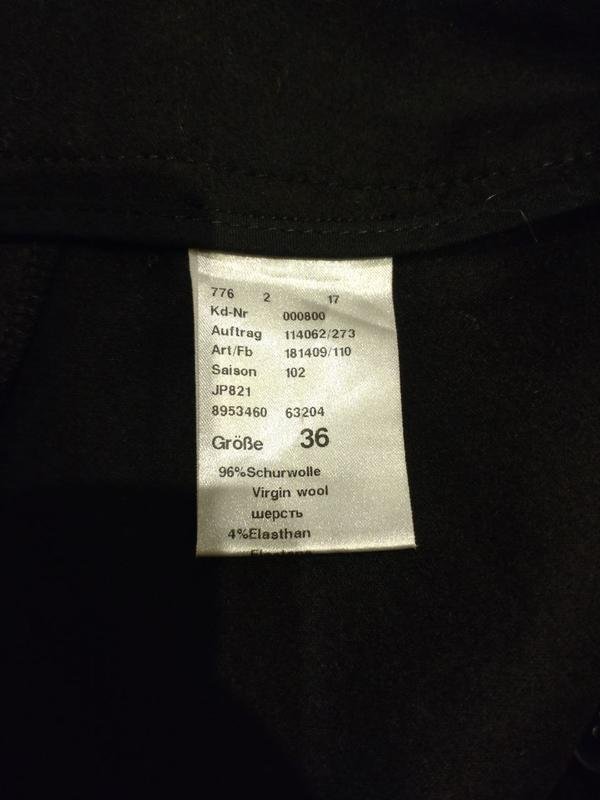 776 2 17
Kd-Nr 000800
Auftrag 114062/273
Art/Fb 181409/110
Saison 102
JP821
8953460 63204
Größe 36
96%Schurwolle
Virgin wool
шерсть
4%Elasthan